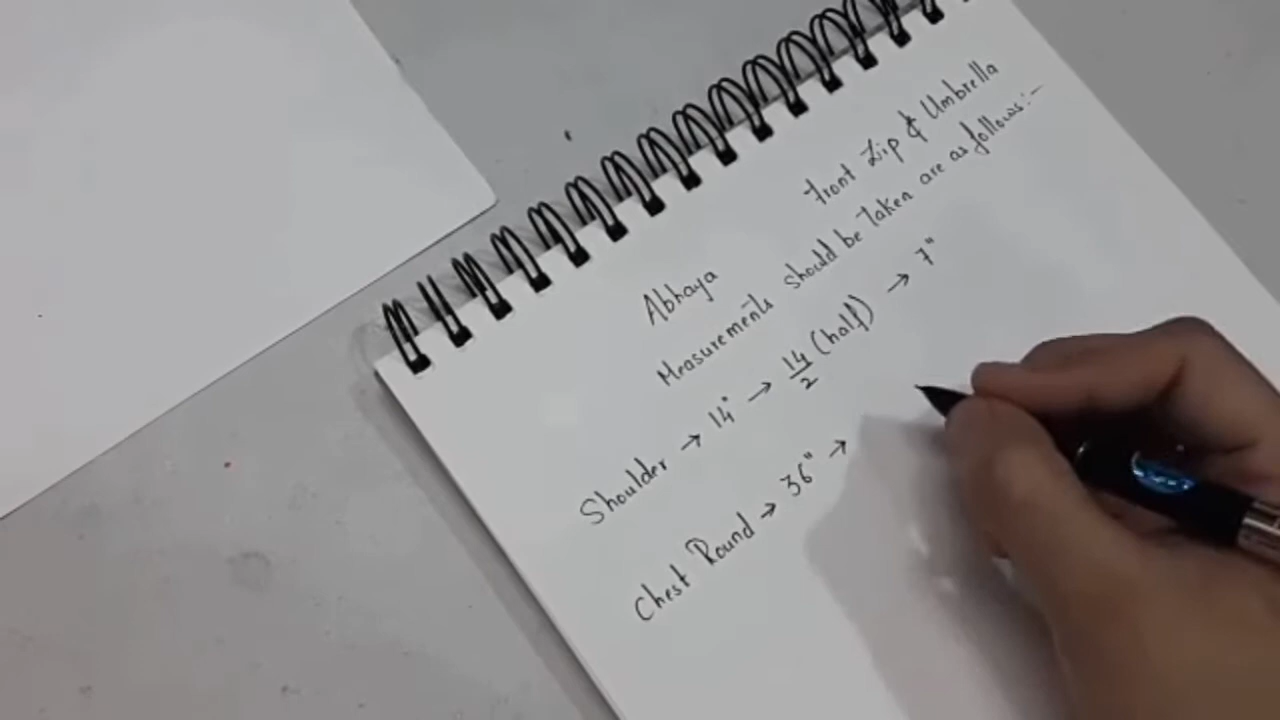 Front Zip & Umbrella
Abhaya
Measurements should be taken are as follows:-
Shoulder → 14" → 14/2 (half) → 7"
Chest Round → 36" →